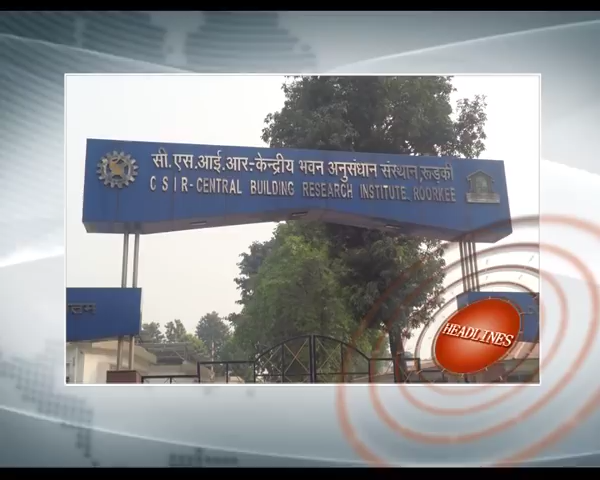 सी.एस.आई.आर.-केन्द्रीय भवन अनुसंधान संस्थान, रूड़की
CSIR-CENTRAL BUILDING RESEARCH INSTITUTE, ROORKEE
HEADLINES